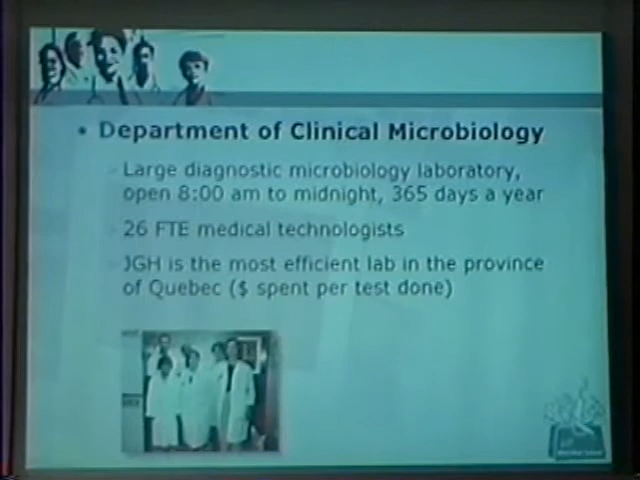 • Department of Clinical Microbiology
Large diagnostic microbiology laboratory,
open 8:00 am to midnight, 365 days a year
26 FTE medical technologists
JGH is the most efficient lab in the province
of Quebec ($ spent per test done)